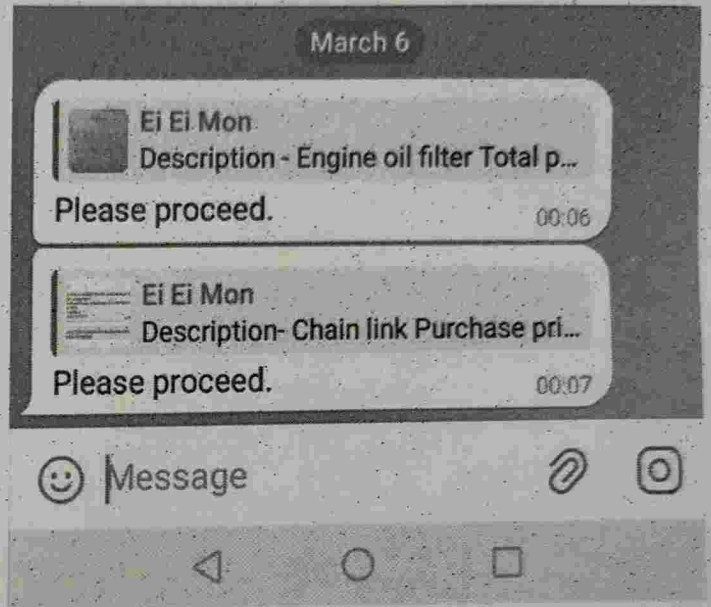 March 6
Ei Ei Mon
Description - Engine oil filter Total p...
Please proceed.
00:06
Ei Ei Mon
Description- Chain link Purchase pri...
Please proceed.
00:07
Message